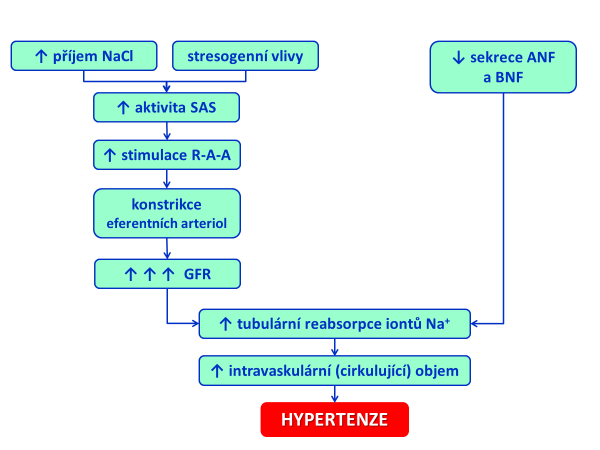 ↑ příjem NaCl
stresogenní vlivy
↓ sekrece ANF
a BNF
↑ aktivita SAS
↑ stimulace R-A-A
konstrikce
eferentních arteriol
↑ ↑ ↑ GFR
↑ tubulární reabsorpce iontů Na⁺
↑ intravaskulární (cirkulující) objem
HYPERTENZE